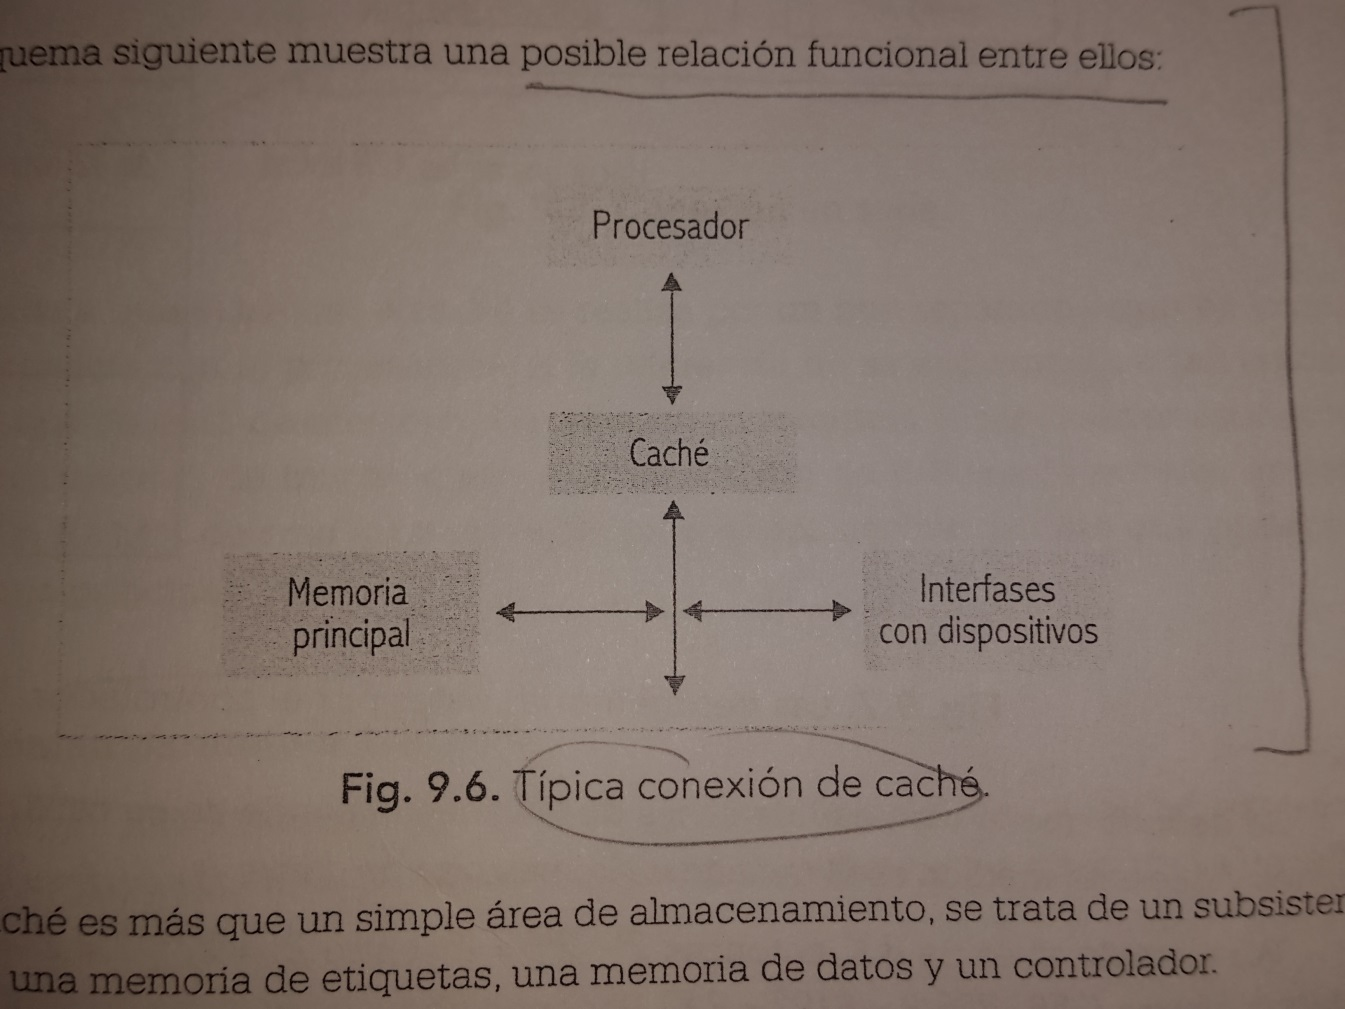 quema siguiente muestra una posible relación funcional entre ellos:
Procesador
Caché
Memoria
principal
Interfases
con dispositivos
Fig. 9.6. Típica conexión de caché.
ché es más que un simple área de almacenamiento, se trata de un subsister
una memoria de etiquetas, una memoria de datos y un controlador.